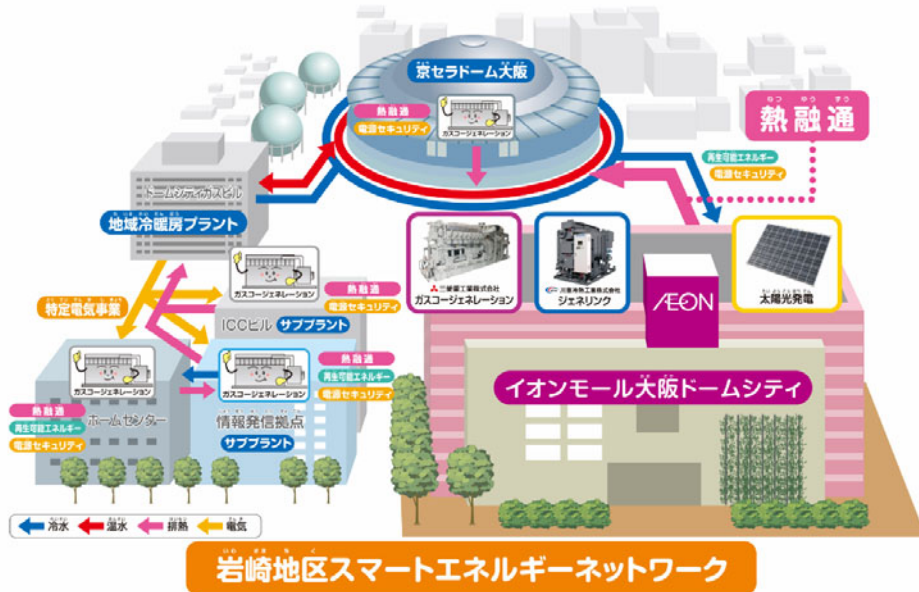 京セラドーム大阪
熱融通
電源セキュリティ
ガスコージェネレーション
ねつ ゆう ずう
熱融通
再生可能エネルギー
電源セキュリティ
ドームシティガスビル
地域冷暖房プラント
三菱重工業株式会社
ガスコージェネレーション
川重冷熱工業株式会社
ジェネリンク
太陽光発電
ガスコージェネレーション
熱融通
電源セキュリティ
特定電気事業
ICCビル サブプラント
AEON
イオンモール大阪ドームシティ
ガスコージェネレーション
ガスコージェネレーション
熱融通
再生可能エネルギー
電源セキュリティ
熱融通
再生可能エネルギー
電源セキュリティ
ホームセンター
情報発信拠点
サブプラント
冷水 温水 排熱 電気
いわ さき ち く
岩崎地区スマートエネルギーネットワーク